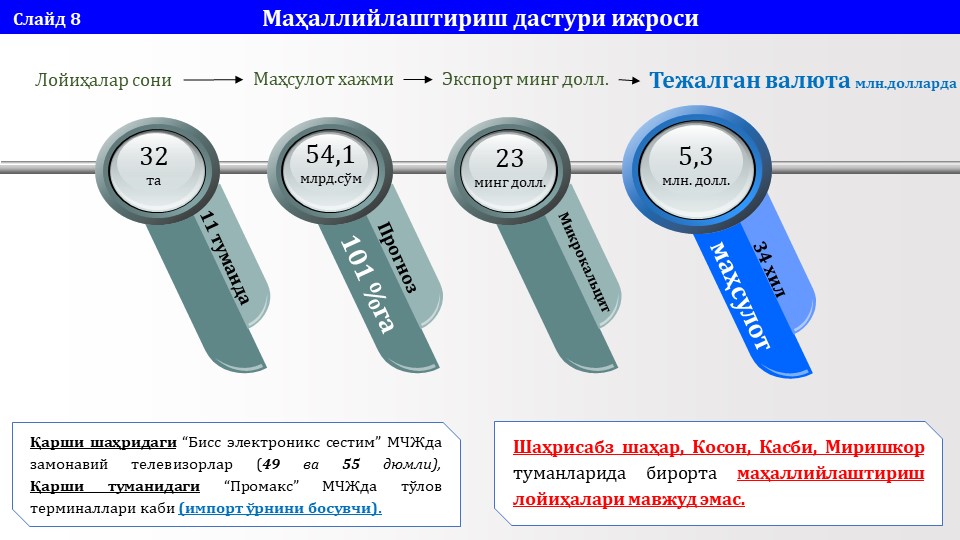 Слайд 8
Маҳаллийлаштириш дастури ижроси
Лойиҳалар сони
Маҳсулот хажми
Экспорт минг долл.
Тежалган валюта млн.долларда
32
та
54,1
млрд.сўм
23
минг долл.
5,3
млн. долл.
11 туманда
Прогноз
101 %га
Микрокальцит
34 хил
маҳсулот
Қарши шаҳридаги “Бисс электроникс сестим” МЧЖда
замонавий телевизорлар (49 ва 55 дюмли),
Қарши туманидаги “Промакс” МЧЖда тўлов
терминаллари каби (импорт ўрнини босувчи).
Шаҳрисабз шаҳар, Косон, Касби, Миришкор
туманларида бирорта маҳаллийлаштириш
лойиҳалари мавжуд эмас.